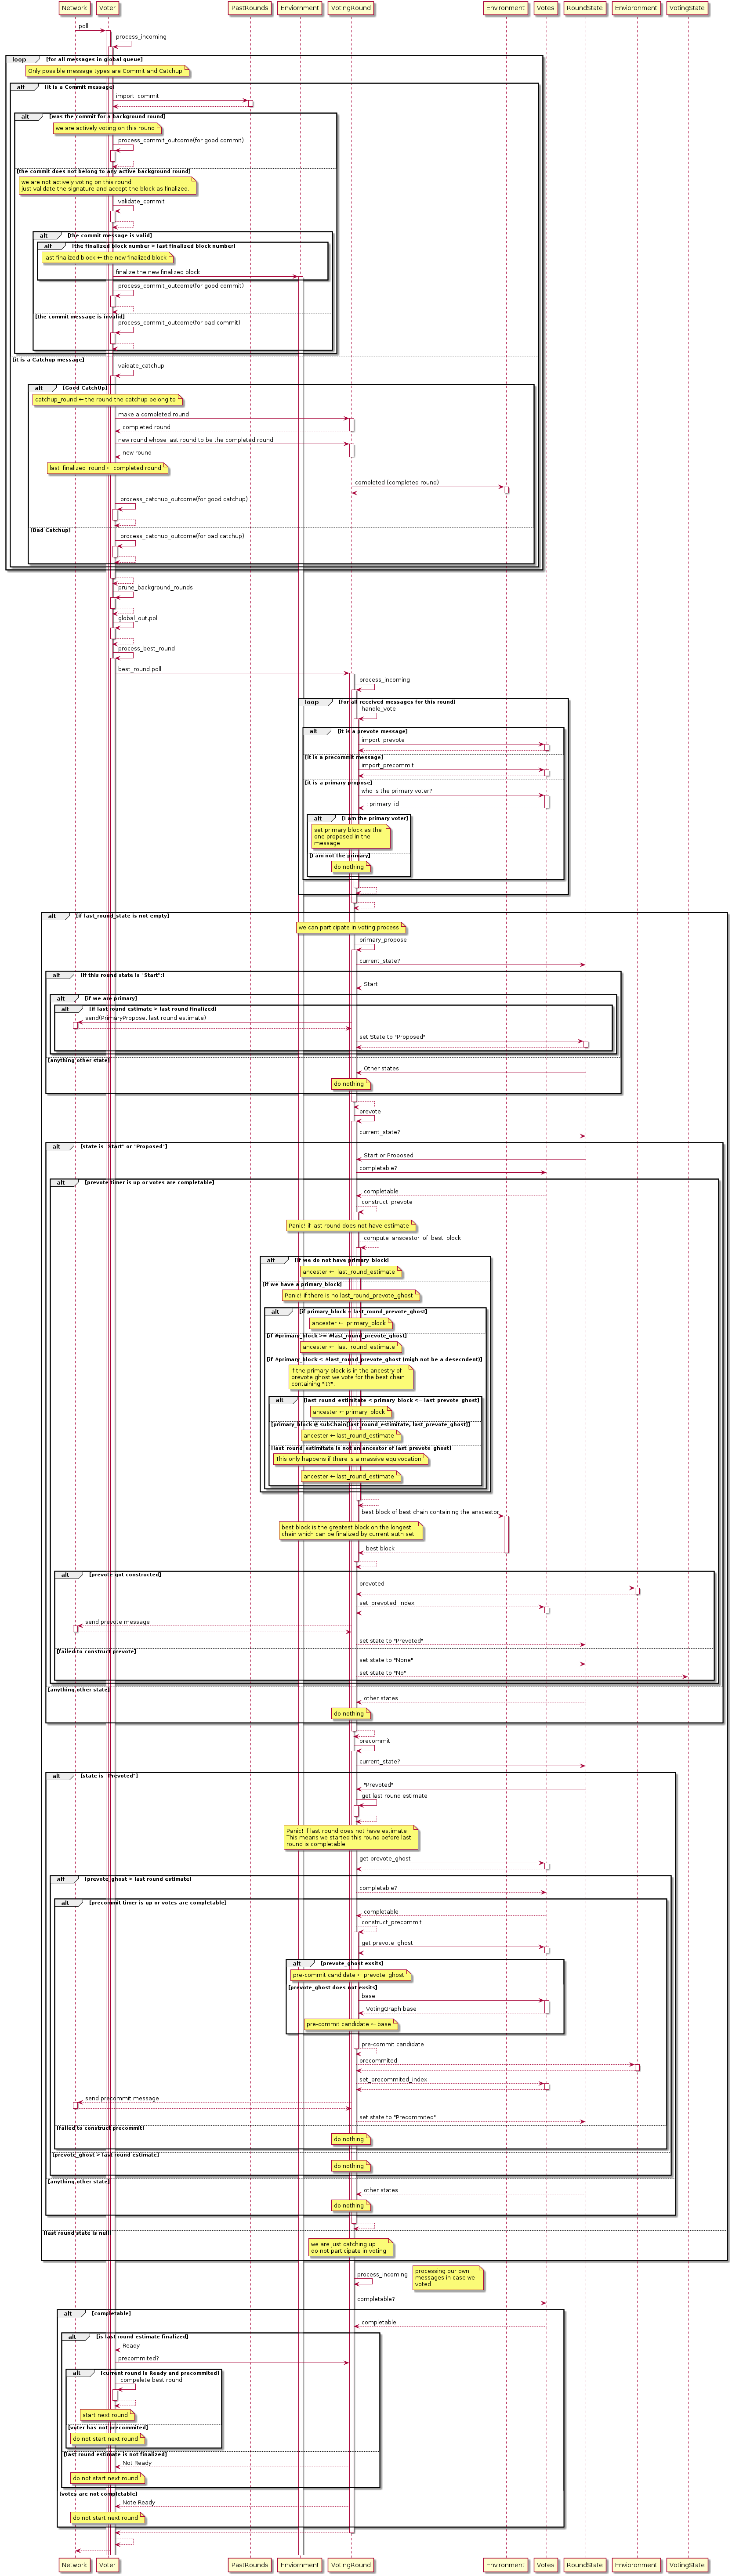 Network Voter PastRounds Enviornment VotingRound Environment Votes RoundState Envioronment VotingState
poll
process_incoming
loop [for all messages in global queue]
Only possible message types are Commit and Catchup
alt [it is a Commit message]
import_commit
alt [was the commit for a background round]
we are actively voting on this round
process_commit_outcome(for good commit)
[the commit does not belong to any active background round]
we are not actively voting on this round
just validate the signature and accept the block as finalized.
validate_commit
alt [the commit message is valid]
alt [the finalized block number > last finalized block number]
last finalized block ← the new finalized block
finalize the new finalized block
process_commit_outcome(for good commit)
[the commit message is invalid]
process_commit_outcome(for bad commit)
[it is a Catchup message]
vaidate_catchup
alt [Good CatchUp]
catchup_round ← the round the catchup belong to
make a completed round
completed round
new round whose last round to be the completed round
new round
last_finalized_round ← completed round
completed (completed round)
process_catchup_outcome(for good catchup)
[Bad Catchup]
process_catchup_outcome(for bad catchup)
prune_background_rounds
global_out.poll
process_best_round
best_round.poll
process_incoming
loop [for all received messages for this round]
handle_vote
alt [it is a prevote message]
import_prevote
[it is a precommit message]
import_precommit
[it is a primary propose]
who is the primary voter?
: primary_id
alt [I am the primary voter]
set primary block as the
one proposed in the
message
[I am not the primary]
do nothing
alt [if last_round_state is not empty]
we can participate in voting process
primary_propose
current_state?
alt [if this round state is "Start":]
Start
alt [if we are primary]
alt [if last round estimate > last round finalized]
send(PrimaryPropose, last round estimate)
set State to "Proposed"
[anything other state]
Other states
do nothing
prevote
current_state?
alt [state is "Start" or "Proposed"]
Start or Proposed
completable?
alt [prevote timer is up or votes are completable]
completable
construct_prevote
Panic! if last round does not have estimate
compute_anscestor_of_best_block
alt [if we do not have primary_block]
ancester ← last_round_estimate
[if we have a primary_block]
Panic! if there is no last_round_prevote_ghost
alt [if primary_block = last_round_prevote_ghost]
ancester ← primary_block
[if #primary_block >= #last_round_prevote_ghost]
ancester ← last_round_estimate
[if #primary_block < #last_round_prevote_ghost (migh not be a desecndent)]
if the primary block is in the ancestry of
prevote ghost we vote for the best chain
containing "it?".
alt [last_round_estimitate < primary_block <= last_prevote_ghost]
ancester ← primary_block
[primary_block ∉ subChain[last_round_estimitate, last_prevote_ghost]]
ancester ← last_round_estimate
[last_round_estimitate is not an ancestor of last_prevote_ghost]
This only happens if there is a massive equivocation
ancester ← last_round_estimate
best block of best chain containing the anscestor
best block is the greatest block on the longest
chain which can be finalized by current auth set
best block
alt [prevote got constructed]
prevoted
set_prevoted_index
send prevote message
set state to "Prevoted"
[failed to construct prevote]
set state to "None"
set state to "No"
[anything other state]
other states
do nothing
precommit
current_state?
alt [state is "Prevoted"]
"Prevoted"
get last round estimate
Panic! if last round does not have estimate
This means we started this round before last
round is completable
get prevote_ghost
alt [prevote_ghost > last round estimate]
completable?
alt [precommit timer is up or votes are completable]
completable
construct_precommit
get prevote_ghost
alt [prevote_ghost exsits]
pre-commit candidate ← prevote_ghost
[prevote_ghost does not exsits]
base
VotingGraph base
pre-commit candidate ← base
pre-commit candidate
precommited
set_precommited_index
send precommit message
set state to "Precommited"
[failed to construct precommit]
do nothing
[prevote_ghost > last round estimate]
do nothing
[anything other state]
other states
do nothing
[last round state is null]
we are just catching up
do not participate in voting
process_incoming
processing our own
messages in case we
voted
completable?
alt [completable]
completable
alt [is last round estimate finalized]
Ready
precommited?
alt [current round is Ready and precommited]
compelete best round
start next round
[voter has not precommited]
do not start next round
[last round estimate is not finalized]
Not Ready
do not start next round
[votes are not completable]
Note Ready
do not start next round
Network Voter PastRounds Enviornment VotingRound Environment Votes RoundState Envioronment VotingState